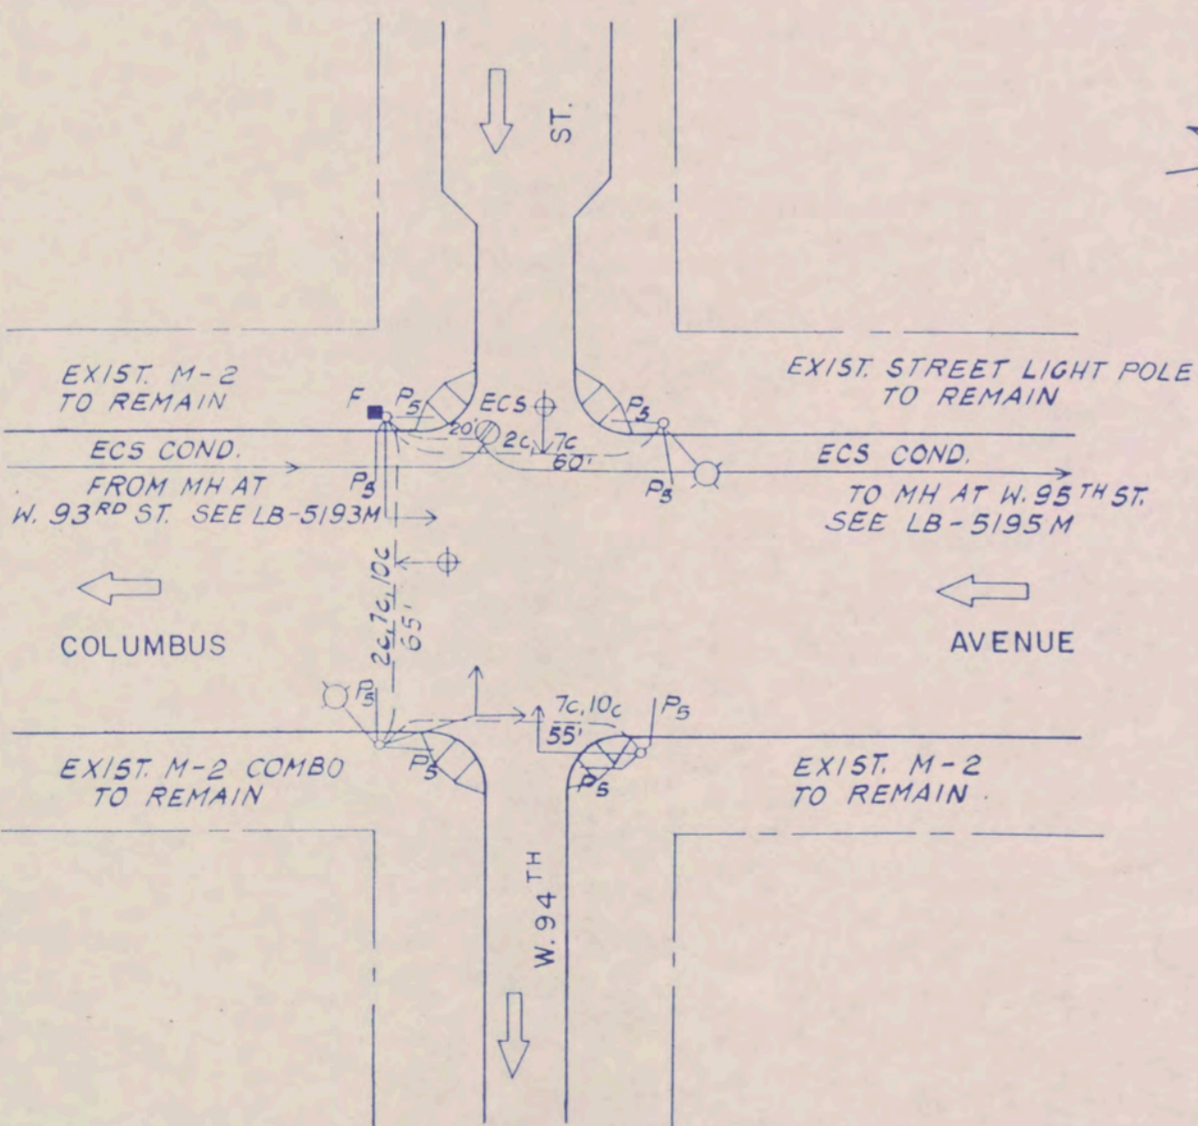 ST.
EXIST. M-2
TO REMAIN
EXIST. STREET LIGHT POLE
TO REMAIN
F P5
ECS
P5
20'
2c, 7c
60'
ECS COND.
FROM MH AT
W. 93RD ST. SEE LB-5193M
P5
P5
ECS COND.
TO MH AT W. 95TH ST.
SEE LB-5195M
2c, 7c, 10c
65'
COLUMBUS
AVENUE
P5
7c, 10c
55'
P5
P5
P5
EXIST. M-2 COMBO
TO REMAIN
EXIST. M-2
TO REMAIN.
W. 94TH